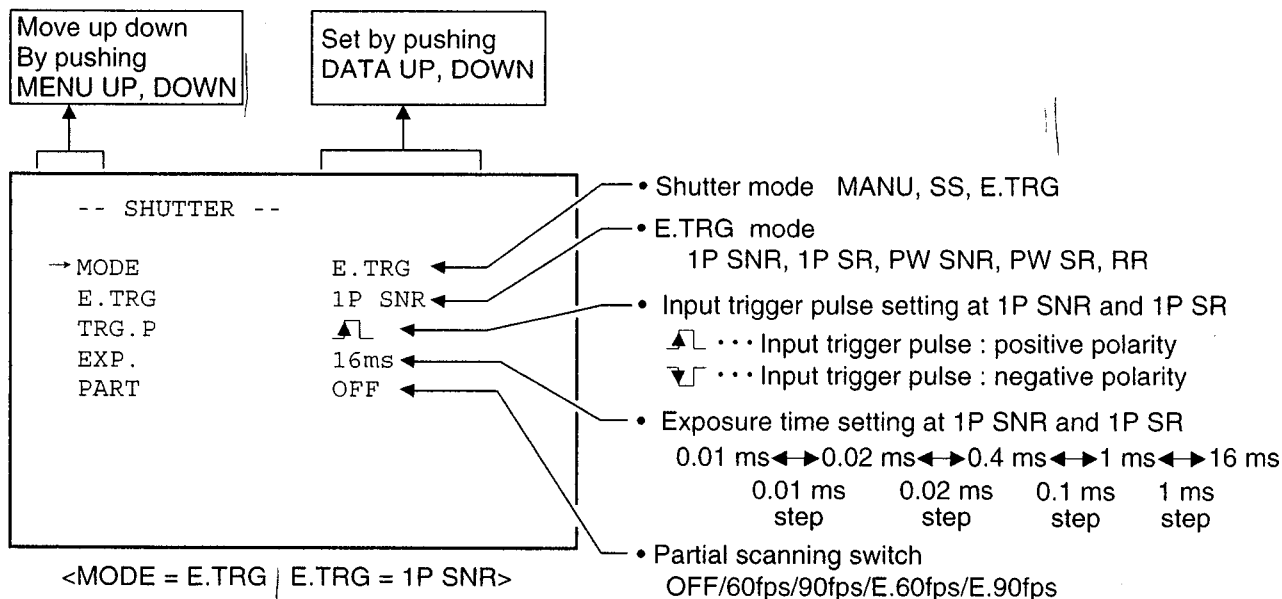 Move up down
By pushing
MENU UP, DOWN
Set by pushing
DATA UP, DOWN
-- SHUTTER --
→MODE E.TRG
E.TRG 1P SNR
TRG.P
EXP. 16ms
PART OFF
<MODE = E.TRG E.TRG = 1P SNR>
• Shutter mode MANU, SS, E.TRG
• E.TRG mode
1P SNR, 1P SR, PW SNR, PW SR, RR
• Input trigger pulse setting at 1P SNR and 1P SR
··· Input trigger pulse : positive polarity
··· Input trigger pulse : negative polarity
• Exposure time setting at 1P SNR and 1P SR
0.01 ms↔0.02 ms↔0.4 ms↔1 ms↔16 ms
0.01 ms 0.02 ms 0.1 ms 1 ms
step step step step
• Partial scanning switch
OFF/60fps/90fps/E.60fps/E.90fps